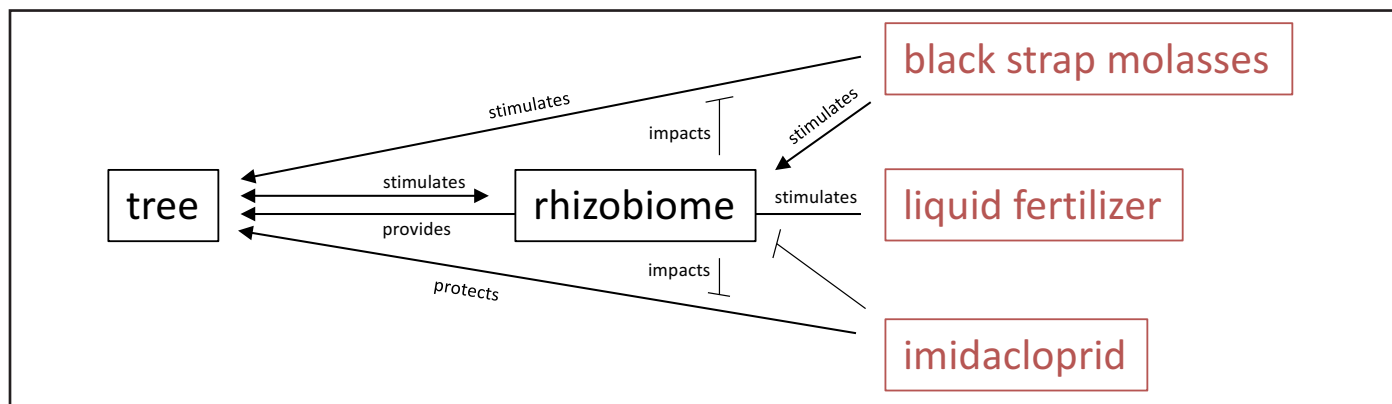 black strap molasses
stimulates
stimulates
impacts
tree
stimulates
rhizobiome
stimulates
liquid fertilizer
provides
impacts
protects
imidacloprid